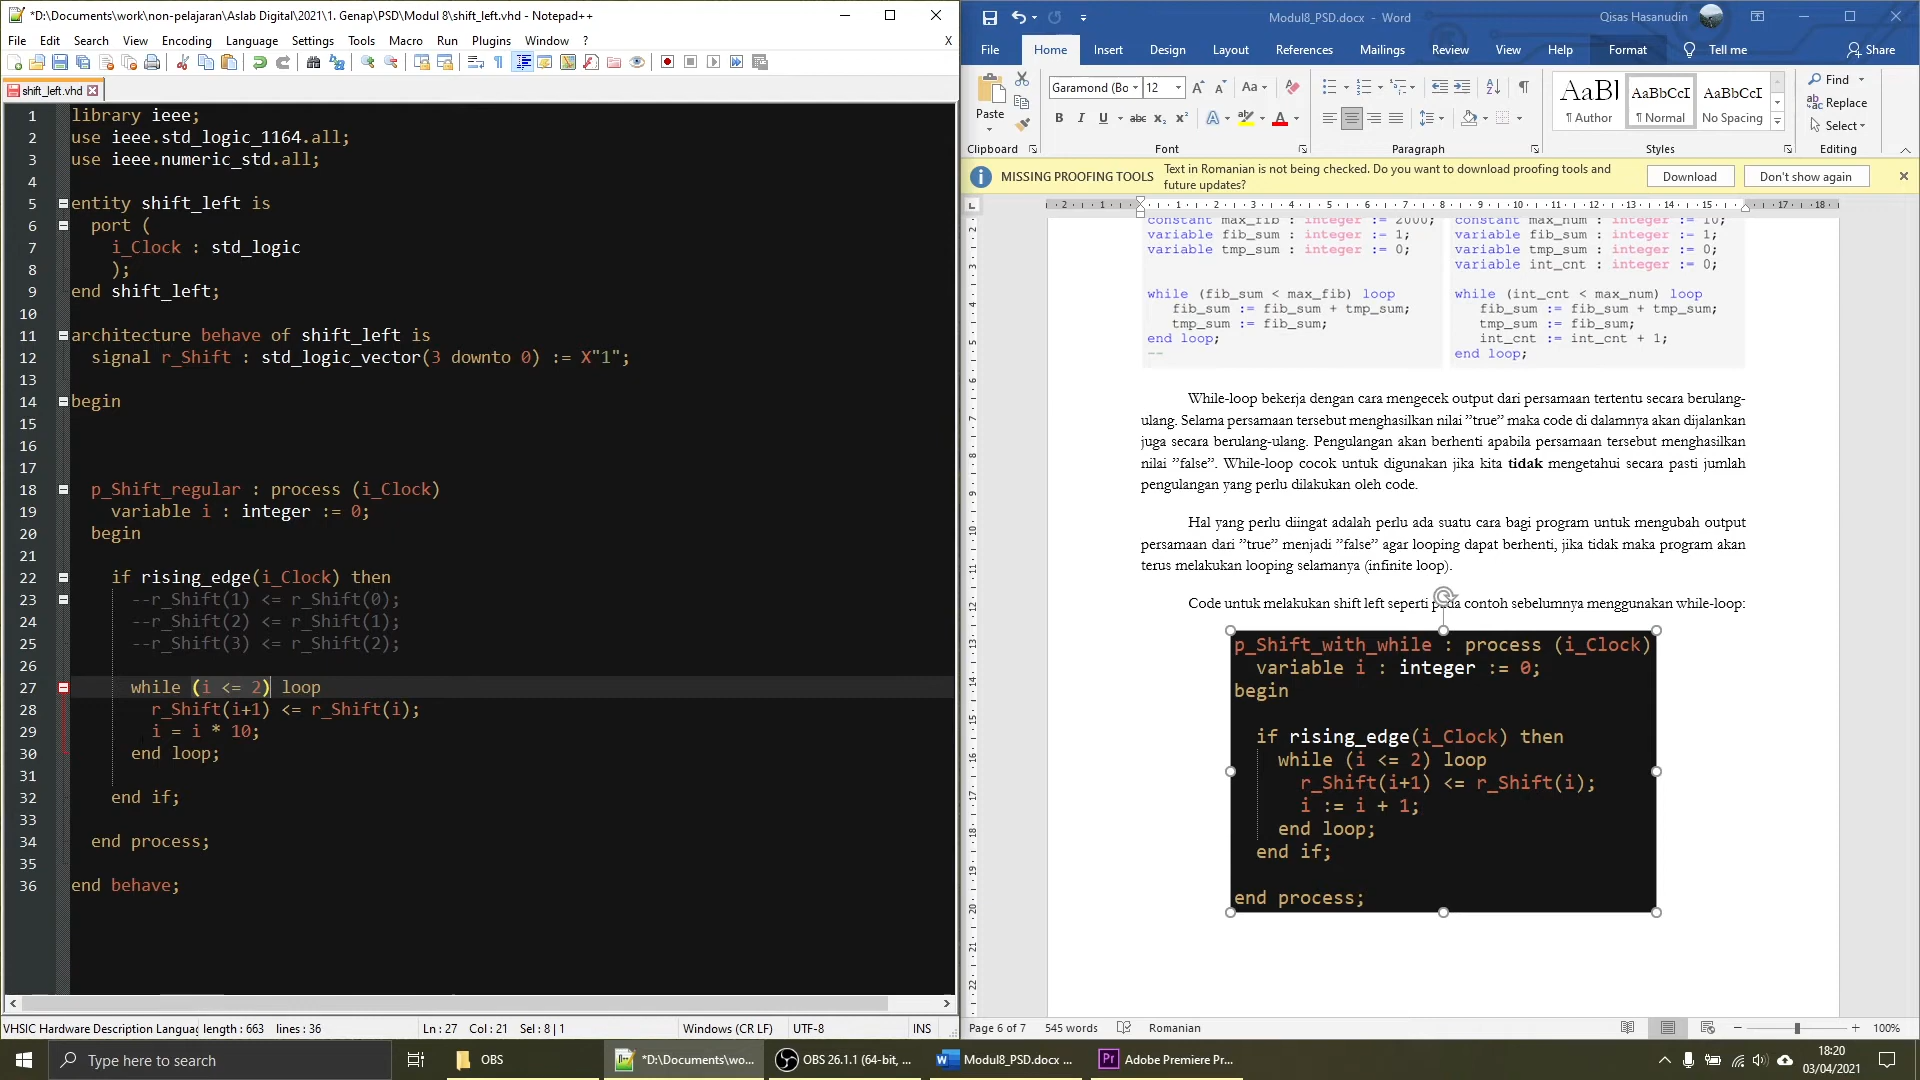 *D:\Documents\work\non-pelajaran\Aslab Digital\2021\1. Genap\PSD\Modul 8\shift_left.vhd - Notepad++
File Edit Search View Encoding Language Settings Tools Macro Run Plugins Window ? X
shift_left.vhd
1 library ieee;
2 use ieee.std_logic_1164.all;
3 use ieee.numeric_std.all;
4
5 entity shift_left is
6 port (
7 i_Clock : std_logic
8 );
9 end shift_left;
10
11 architecture behave of shift_left is
12 signal r_Shift : std_logic_vector(3 downto 0) := X"1";
13
14 begin
15
16
17
18 p_Shift_regular : process (i_Clock)
19 variable i : integer := 0;
20 begin
21
22 if rising_edge(i_Clock) then
23 --r_Shift(1) <= r_Shift(0);
24 --r_Shift(2) <= r_Shift(1);
25 --r_Shift(3) <= r_Shift(2);
26
27 while (i <= 2) loop
28 r_Shift(i+1) <= r_Shift(i);
29 i = i * 10;
30 end loop;
31
32 end if;
33
34 end process;
35
36 end behave;
VHSIC Hardware Description Langua length : 663 lines : 36 Ln : 27 Col : 21 Sel : 8 | 1 Windows (CR LF) UTF-8 INS
Modul8_PSD.docx - Word Qisas Hasanudin
File Home Insert Design Layout References Mailings Review View Help Format Tell me Share
Paste Garamond (Bo 12 AaBl AaBbCcI AaBbCcI Find
Replace
¶ Author ¶ Normal No Spacing Select
Clipboard Font Paragraph Styles Editing
MISSING PROOFING TOOLS Text in Romanian is not being checked. Do you want to download proofing tools and future updates? Download Don't show again
constant max_fib : integer := 2000;
variable fib_sum : integer := 1;
variable tmp_sum : integer := 0;
while (fib_sum < max_fib) loop
fib_sum := fib_sum + tmp_sum;
tmp_sum := fib_sum;
end loop;
--
constant max_num : integer := 10;
variable fib_sum : integer := 1;
variable tmp_sum : integer := 0;
variable int_cnt : integer := 0;
while (int_cnt < max_num) loop
fib_sum := fib_sum + tmp_sum;
tmp_sum := fib_sum;
int_cnt := int_cnt + 1;
end loop;
While-loop bekerja dengan cara mengecek output dari persamaan tertentu secara berulang-
ulang. Selama persamaan tersebut menghasilkan nilai ”true” maka code di dalamnya akan dijalankan
juga secara berulang-ulang. Pengulangan akan berhenti apabila persamaan tersebut menghasilkan
nilai ”false”. While-loop cocok untuk digunakan jika kita tidak mengetahui secara pasti jumlah
pengulangan yang perlu dilakukan oleh code.
Hal yang perlu diingat adalah perlu ada suatu cara bagi program untuk mengubah output
persamaan dari ”true” menjadi ”false” agar looping dapat berhenti, jika tidak maka program akan
terus melakukan looping selamanya (infinite loop).
Code untuk melakukan shift left seperti pada contoh sebelumnya menggunakan while-loop:
p_Shift_with_while : process (i_Clock)
variable i : integer := 0;
begin
if rising_edge(i_Clock) then
while (i <= 2) loop
r_Shift(i+1) <= r_Shift(i);
i := i + 1;
end loop;
end if;
end process;
Page 6 of 7 545 words Romanian 100%
Type here to search OBS *D:\Documents\wo... OBS 26.1.1 (64-bit, ... Modul8_PSD.docx ... Adobe Premiere Pr... 18:20
03/04/2021